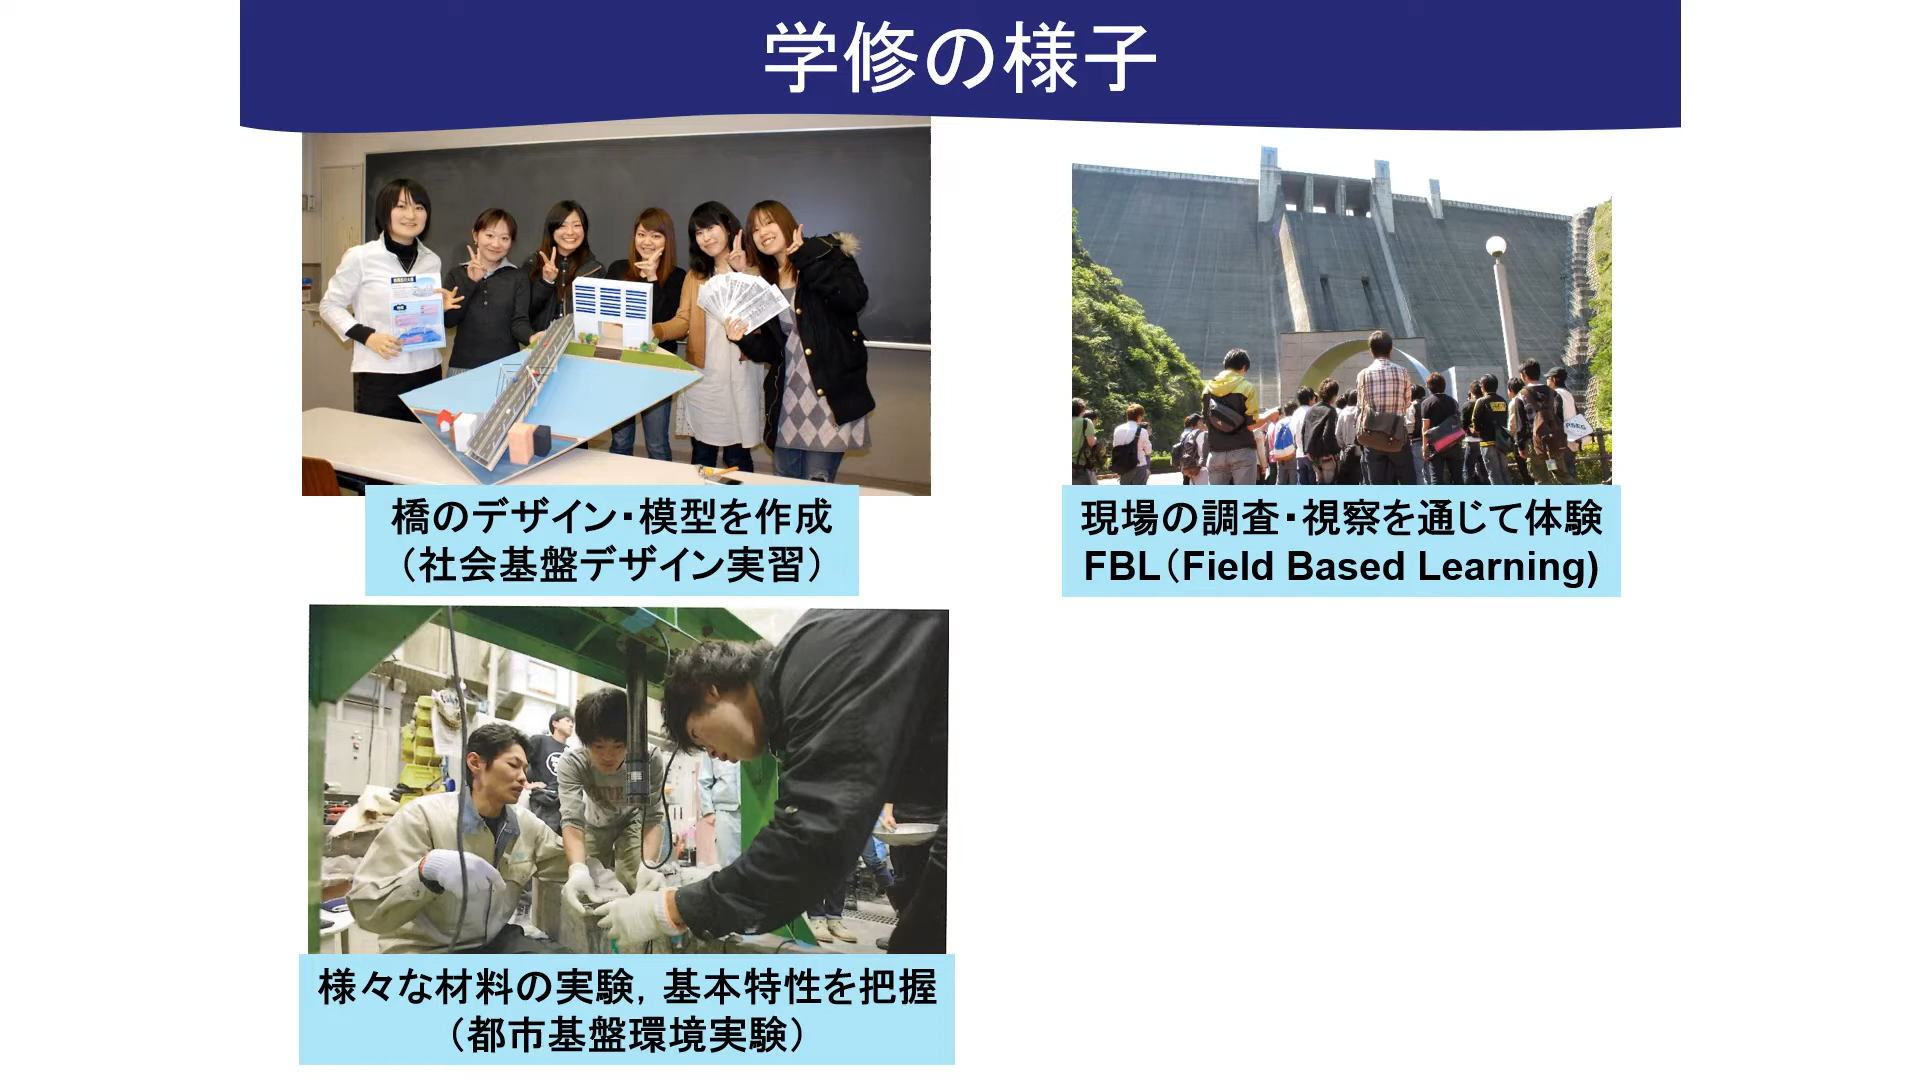 学修の様子
橋のデザイン・模型を作成
（社会基盤デザイン実習）
現場の調査・視察を通じて体験
FBL（Field Based Learning)
様々な材料の実験，基本特性を把握
（都市基盤環境実験）